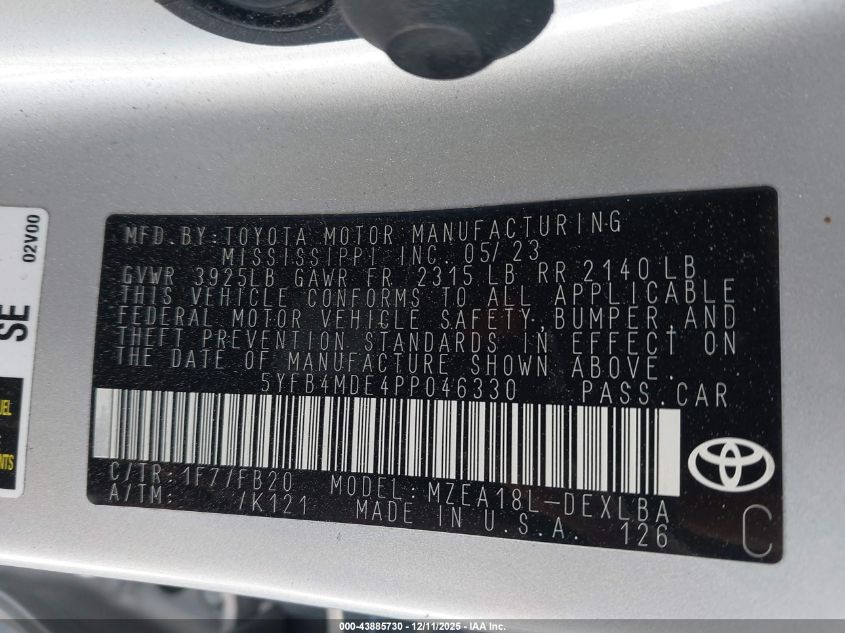 MFD. BY: TOYOTA MOTOR MANUFACTURING
MISSISSIPPI INC. 05/23
GVWR 3925LB GAWR FR 2315 LB RR 2140 LB
THIS VEHICLE CONFORMS TO ALL APPLICABLE
FEDERAL MOTOR VEHICLE SAFETY, BUMPER, AND
THEFT PREVENTION STANDARDS IN EFFECT ON
THE DATE OF MANUFACTURE SHOWN ABOVE.
5YFB4MDE4PP046330 PASS. CAR
C/TR: 1F7/FB20 MODEL: MZEA18L-DEXLBA
A/TM: /K121 MADE IN U.S.A. 126
C
02V00
SE
UEL
NTS
000-43885730 - 12/11/2025 - IAA Inc.